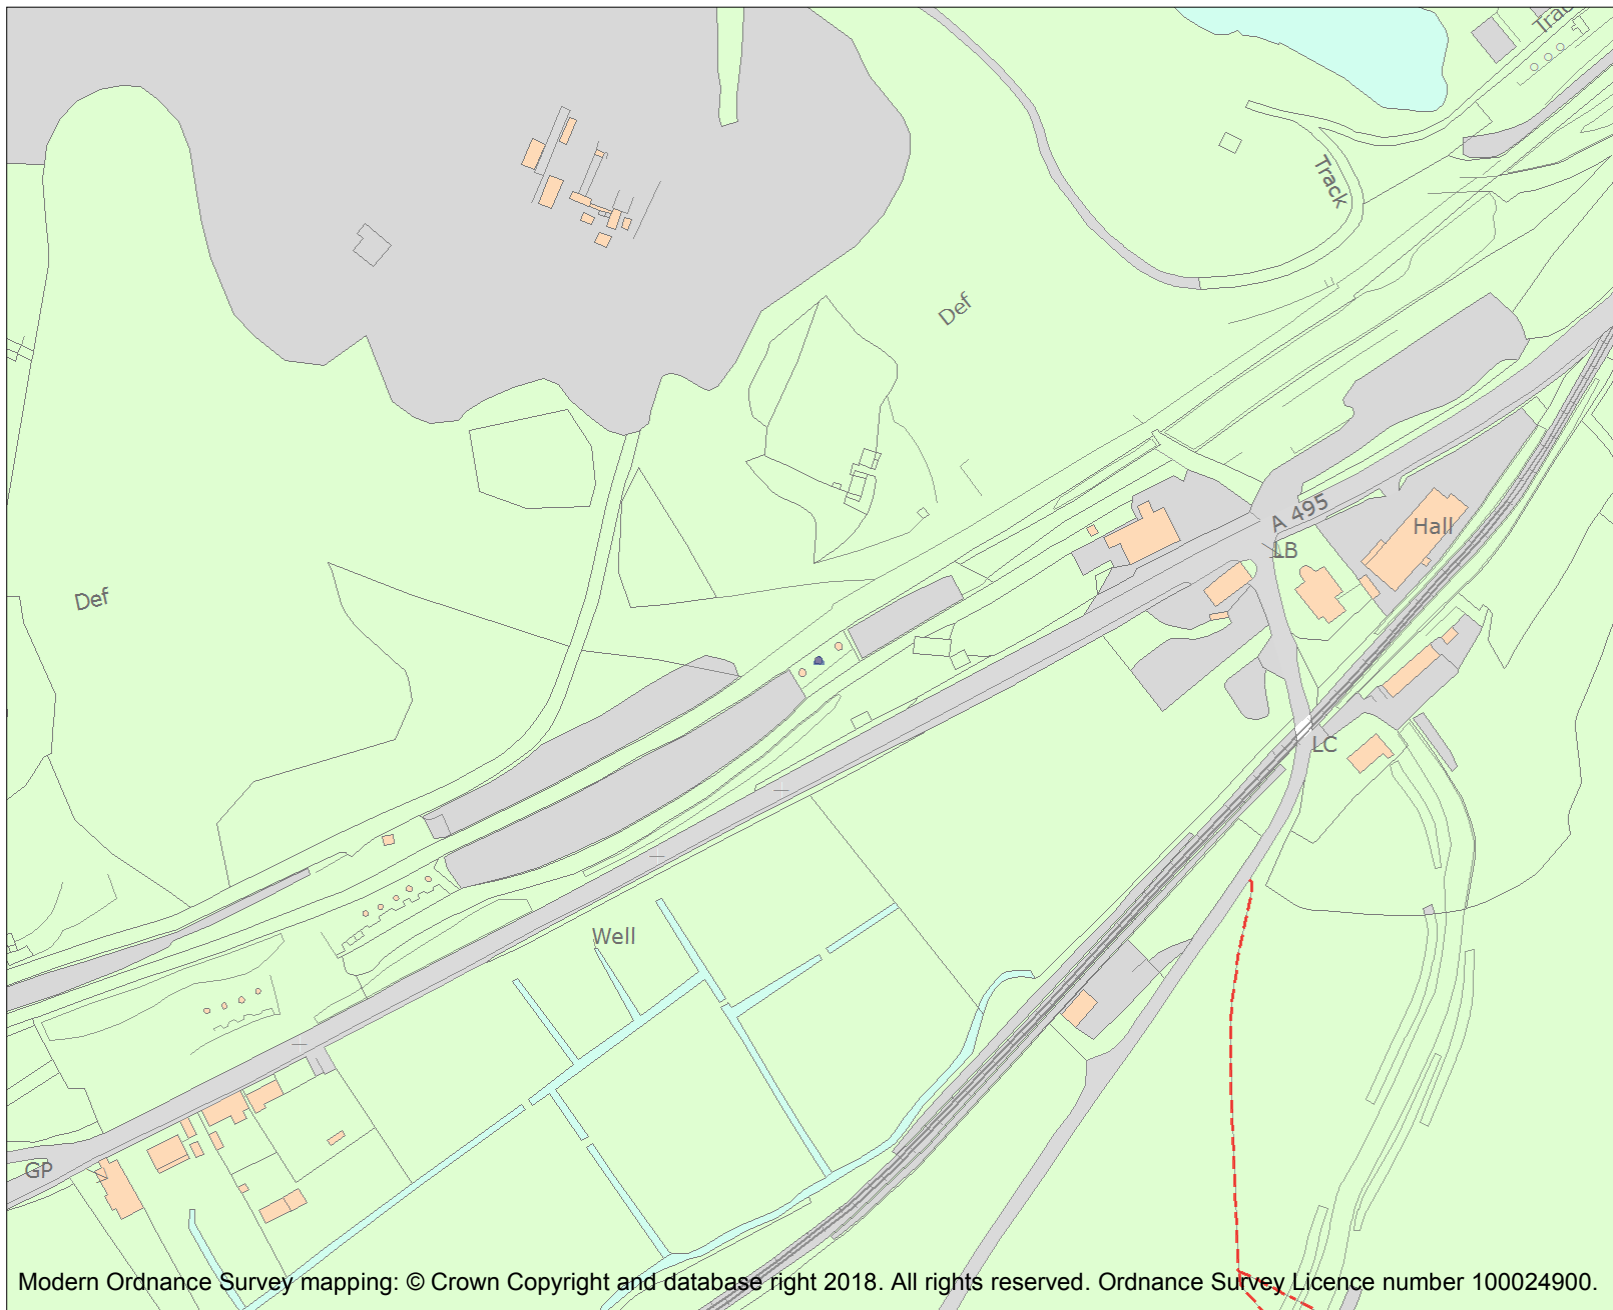 Track
Def
A 495
Hall
LB
Def
LC
Well
GP
Modern Ordnance Survey mapping: © Crown Copyright and database right 2018. All rights reserved. Ordnance Survey Licence number 100024900.